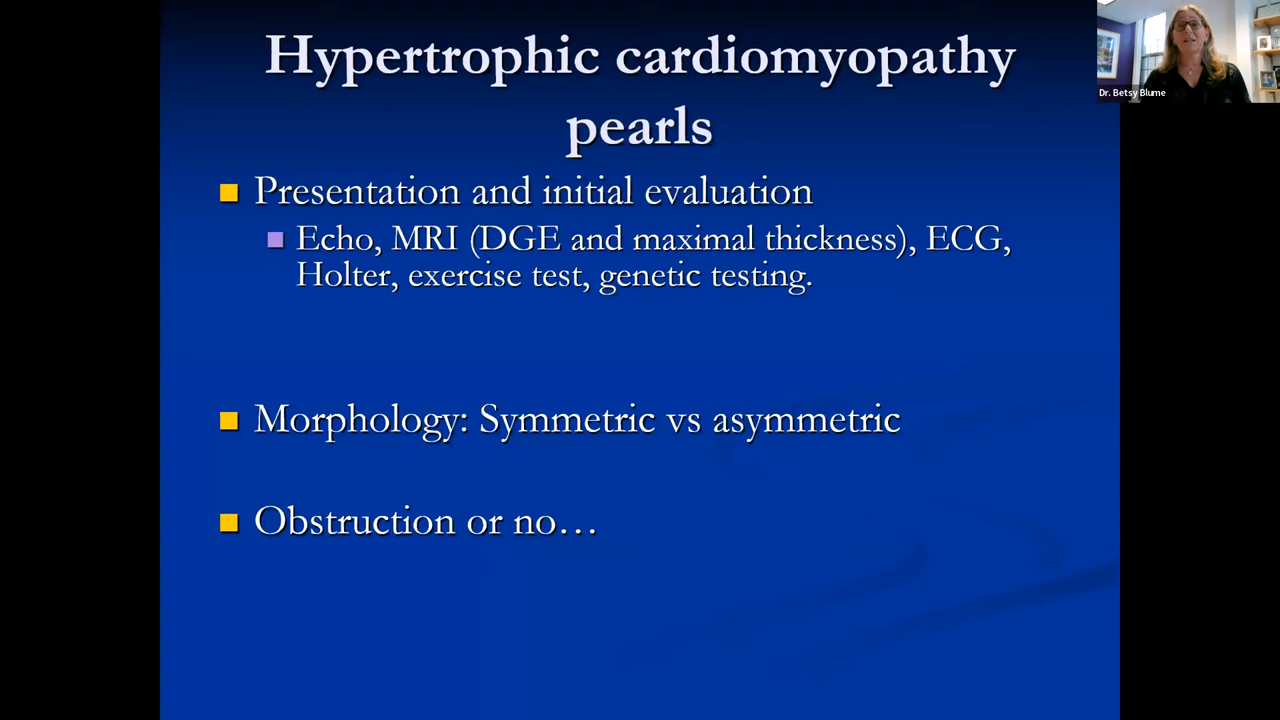 Hypertrophic cardiomyopathy
pearls
Presentation and initial evaluation
Echo, MRI (DGE and maximal thickness), ECG,
Holter, exercise test, genetic testing.
Morphology: Symmetric vs asymmetric
Obstruction or no…
Dr. Betsy Blume